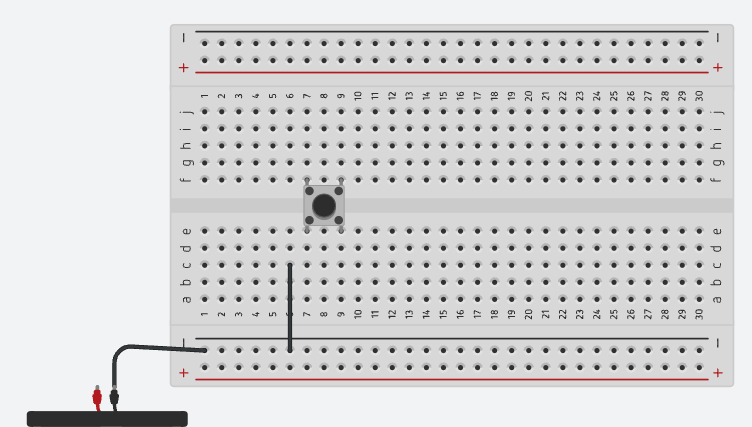 − −
+ +
1 2 3 4 5 6 7 8 9 10 11 12 13 14 15 16 17 18 19 20 21 22 23 24 25 26 27 28 29 30
j j
i i
h h
g g
f f
e e
d d
c c
b b
a a
1 2 3 4 5 6 7 8 9 10 11 12 13 14 15 16 17 18 19 20 21 22 23 24 25 26 27 28 29 30
− −
+ +